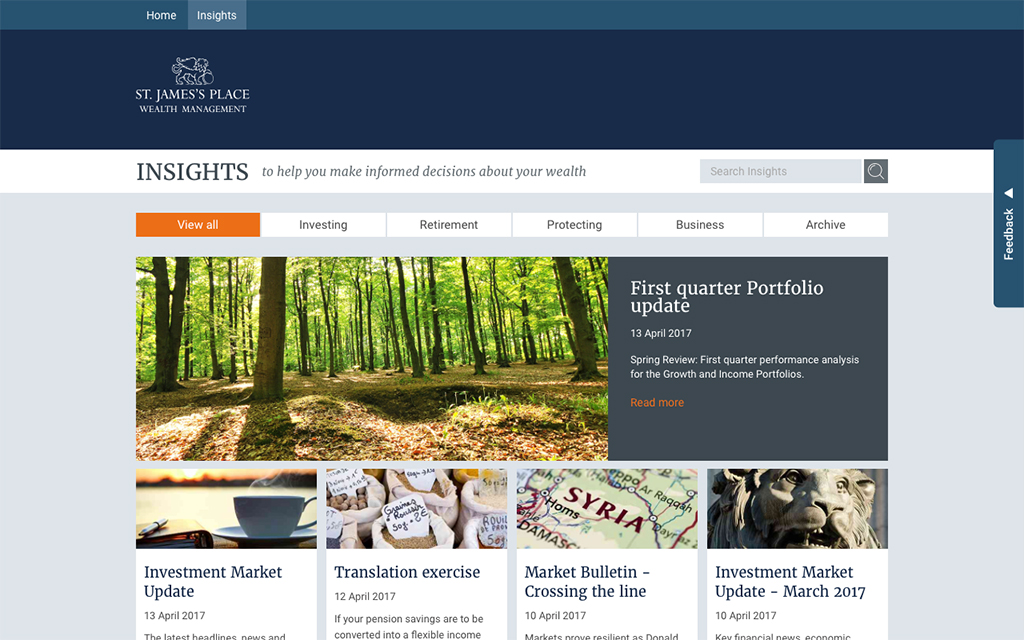 Home
Insights
ST. JAMES'S PLACE
WEALTH MANAGEMENT
INSIGHTS
to help you make informed decisions about your wealth
Search Insights
Feedback
View all
Investing
Retirement
Protecting
Business
Archive
First quarter Portfolio
update
13 April 2017
Spring Review: First quarter performance analysis
for the Growth and Income Portfolios.
Read more
SYRIA
Homs
Ar Raqqah
Investment Market
Update
13 April 2017
The latest headlines, news and
Translation exercise
12 April 2017
If your pension savings are to be
converted into a flexible income
Market Bulletin -
Crossing the line
10 April 2017
Markets prove resilient as Donald
Investment Market
Update - March 2017
10 April 2017
Key financial news, economic